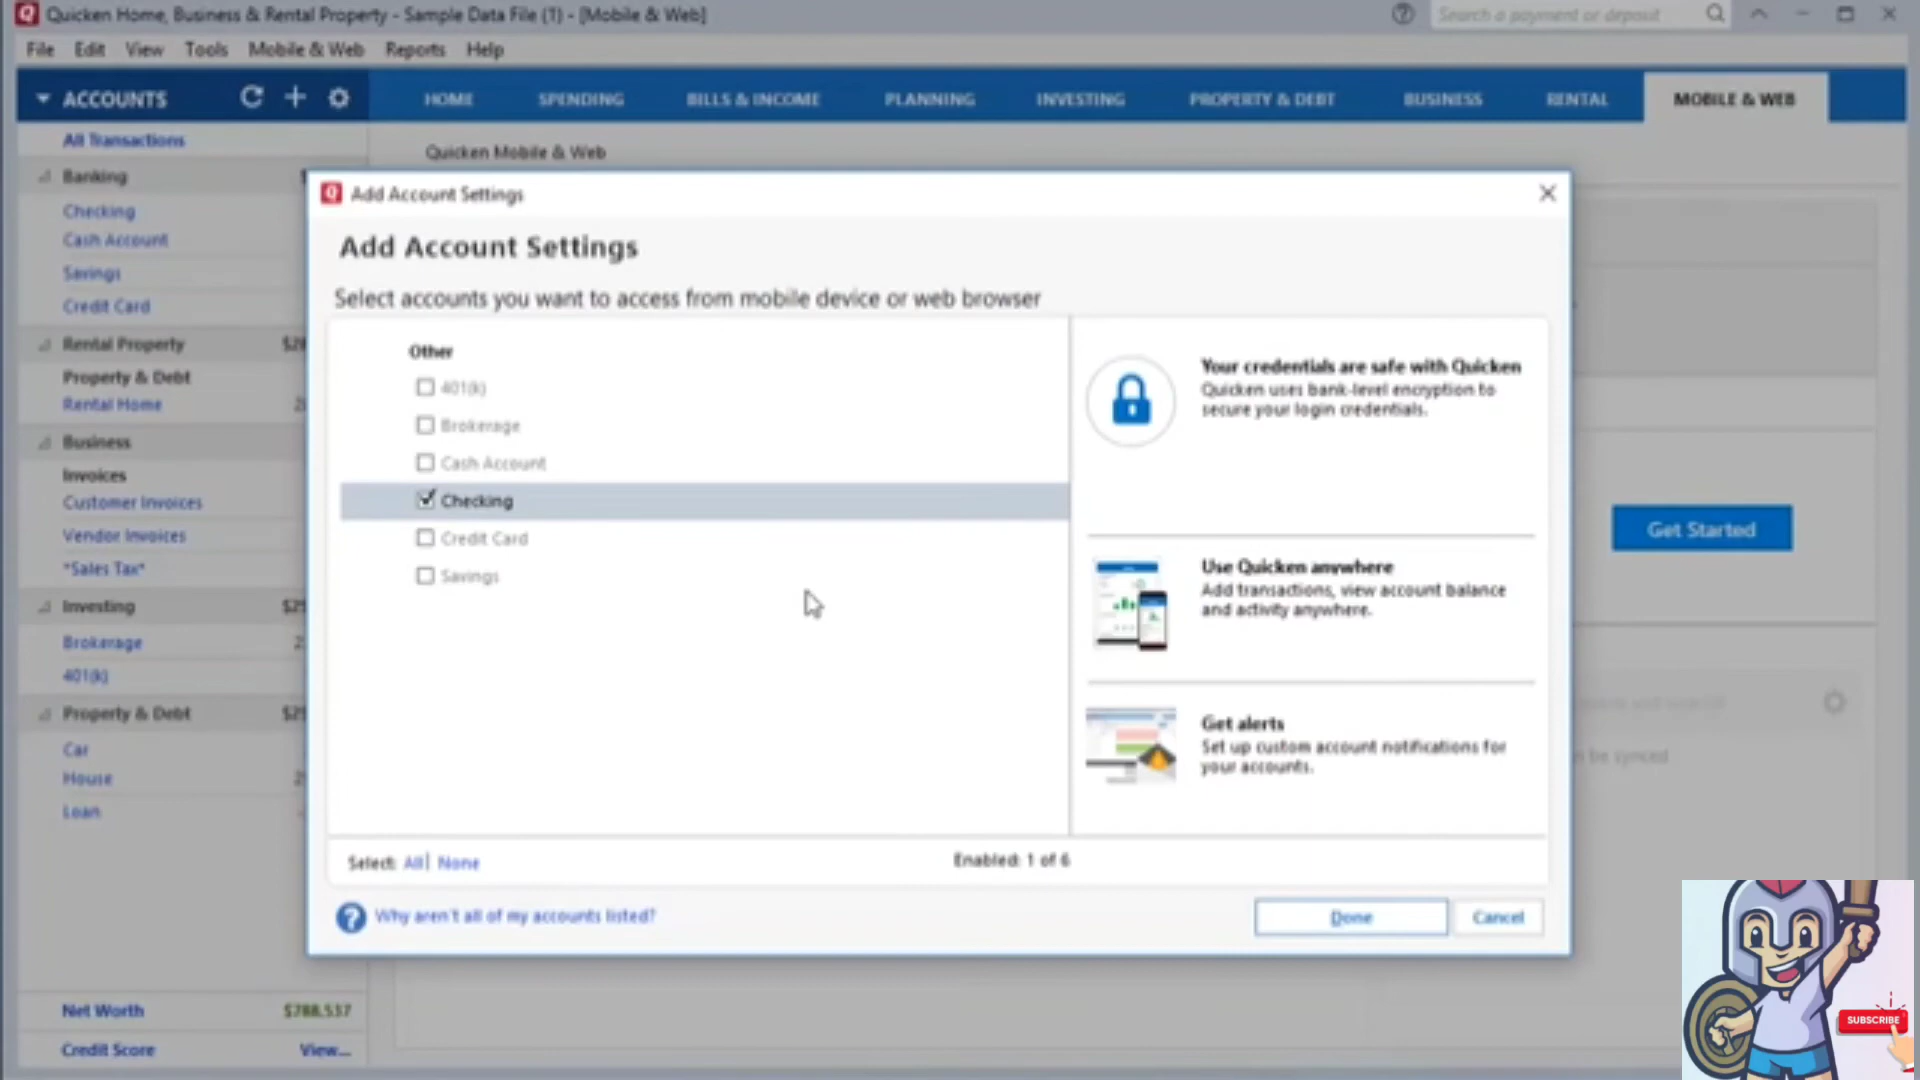 Quicken Home, Business & Rental Property - Sample Data File (1) - [Mobile & Web]
Search a payment or deposit
File Edit View Tools Mobile & Web Reports Help
ACCOUNTS
HOME SPENDING BILLS & INCOME PLANNING INVESTING PROPERTY & DEBT BUSINESS RENTAL MOBILE & WEB
All Transactions
Banking
Checking
Cash Account
Savings
Credit Card
Rental Property
Property & Debt
Rental Home
Business
Invoices
Customer Invoices
Vendor Invoices
*Sales Tax*
Investing
Brokerage
401(k)
Property & Debt
Car
House
Loan
Net Worth $788,537
Credit Score View...
Quicken Mobile & Web
Add Account Settings
Add Account Settings
Select accounts you want to access from mobile device or web browser
Other
401(k)
Brokerage
Cash Account
Checking
Credit Card
Savings
Your credentials are safe with Quicken
Quicken uses bank-level encryption to
secure your login credentials.
Use Quicken anywhere
Add transactions, view account balance
and activity anywhere.
Get alerts
Set up custom account notifications for
your accounts.
Select: All | None
Enabled: 1 of 6
Why aren't all of my accounts listed?
Done
Cancel
Get Started
be synced
SUBSCRIBE